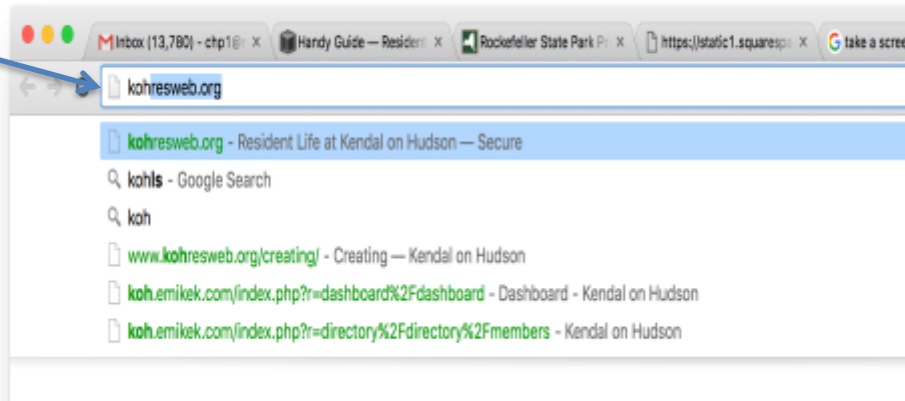 Inbox (13,780) - chp1@ x Handy Guide — Resident x Rockefeller State Park Pr x https://static1.squarespa x take a scree
kohresweb.org
kohresweb.org - Resident Life at Kendal on Hudson — Secure
kohls - Google Search
koh
www.kohresweb.org/creating/ - Creating — Kendal on Hudson
koh.emikek.com/index.php?r=dashboard%2Fdashboard - Dashboard - Kendal on Hudson
koh.emikek.com/index.php?r=directory%2Fdirectory%2Fmembers - Kendal on Hudson